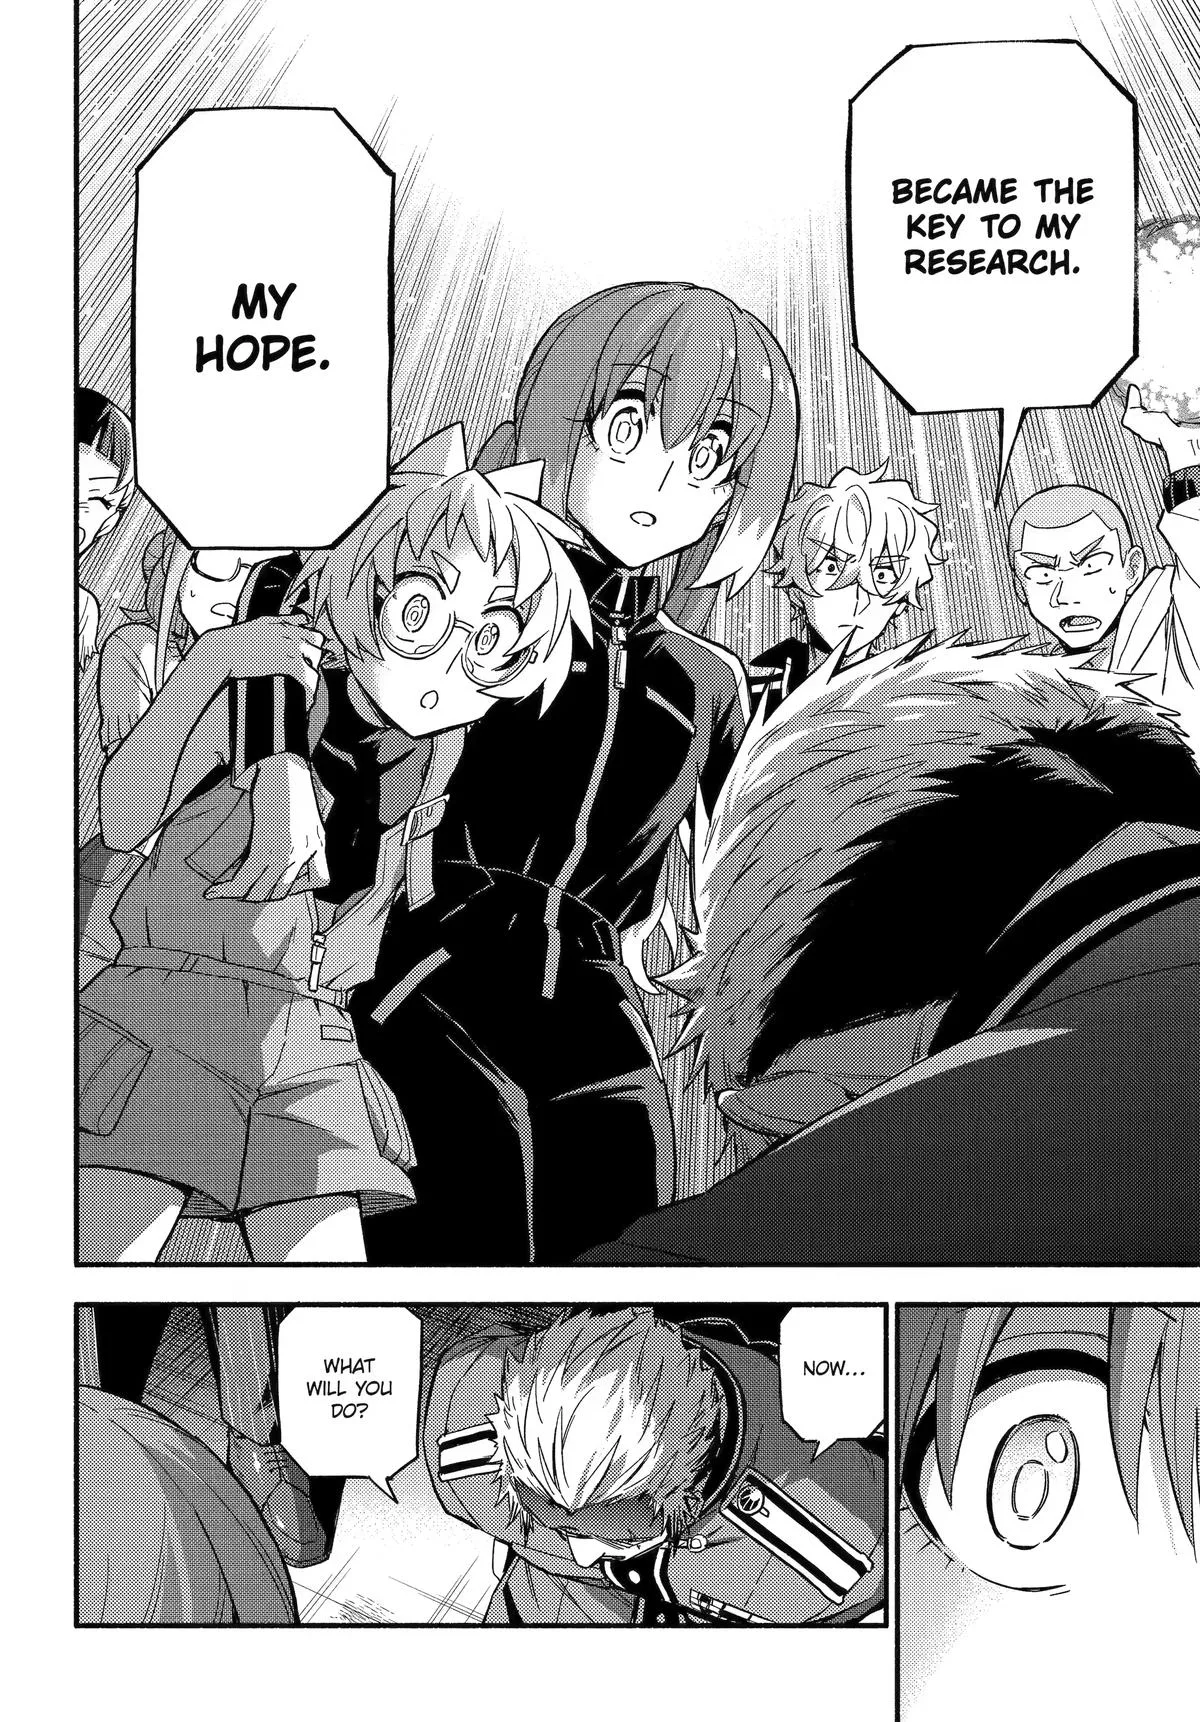 BECAME THE
KEY TO MY
RESEARCH.
MY
HOPE.
NOW...
WHAT
WILL YOU
DO?